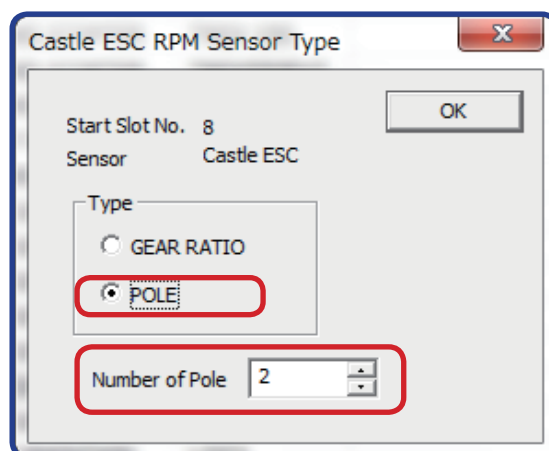 Castle ESC RPM Sensor Type
OK
Start Slot No. 8
Sensor Castle ESC
Type
GEAR RATIO
POLE
Number of Pole 2